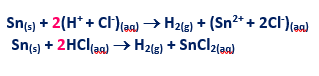 Sn(s) + 2(H⁺ + Cl⁻)(aq) → H2(g) + (Sn²⁺ + 2Cl⁻)(aq)
Sn(s) + 2HCl(aq) → H2(g) + SnCl2(aq)